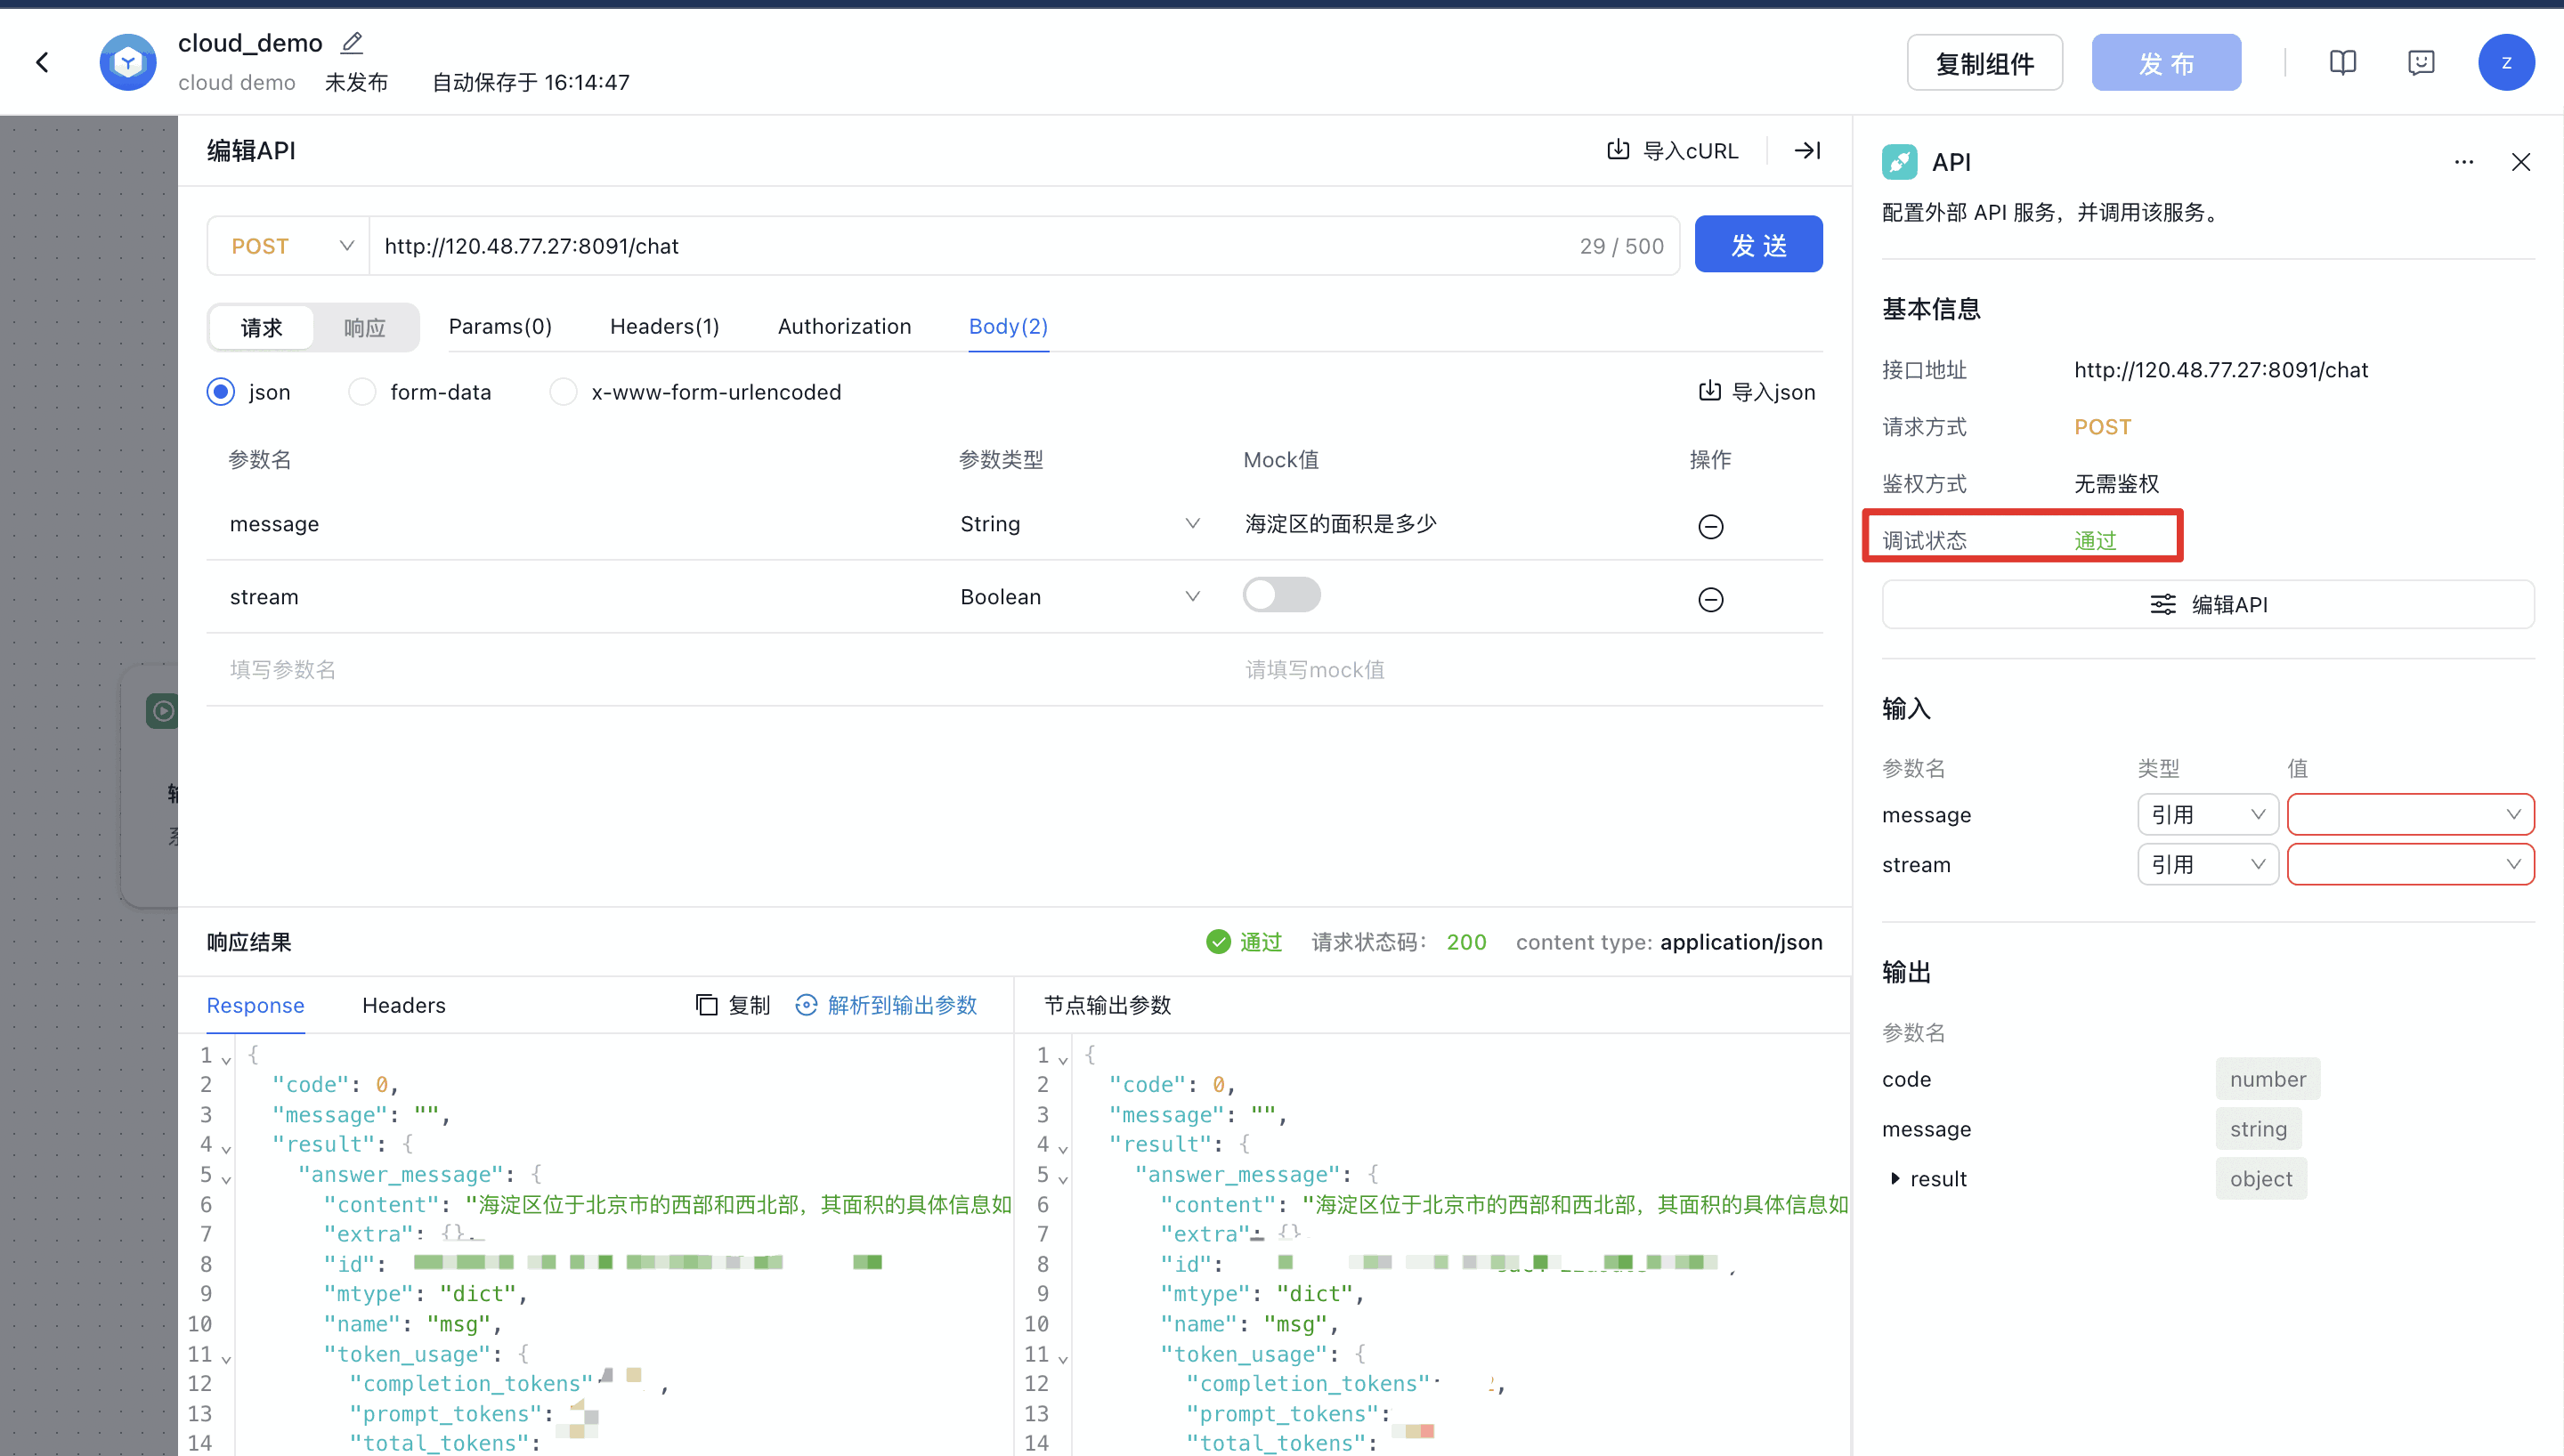 cloud_demo
cloud demo 未发布 自动保存于 16:14:47
复制组件 发布 z
编辑API 导入cURL
POST http://120.48.77.27:8091/chat 29 / 500 发送
请求 响应 Params(0) Headers(1) Authorization Body(2)
json form-data x-www-form-urlencoded 导入json
参数名 参数类型 Mock值 操作
message String 海淀区的面积是多少
stream Boolean
填写参数名 请填写mock值
响应结果 通过 请求状态码: 200 content type: application/json
Response Headers 复制 解析到输出参数
1 {
2 "code": 0,
3 "message": "",
4 "result": {
5 "answer_message": {
6 "content": "海淀区位于北京市的西部和西北部，其面积的具体信息如
7 "extra": {},
8 "id":
9 "mtype": "dict",
10 "name": "msg",
11 "token_usage": {
12 "completion_tokens" ,
13 "prompt_tokens":
14 "total_tokens":
节点输出参数
1 {
2 "code": 0,
3 "message": "",
4 "result": {
5 "answer_message": {
6 "content": "海淀区位于北京市的西部和西北部，其面积的具体信息如
7 "extra": {}
8 "id": ,
9 "mtype": "dict",
10 "name": "msg",
11 "token_usage": {
12 "completion_tokens" ,
13 "prompt_tokens":
14 "total_tokens":
API
配置外部 API 服务，并调用该服务。
基本信息
接口地址 http://120.48.77.27:8091/chat
请求方式 POST
鉴权方式 无需鉴权
调试状态 通过
编辑API
输入
参数名 类型 值
message 引用
stream 引用
输出
参数名
code number
message string
result object